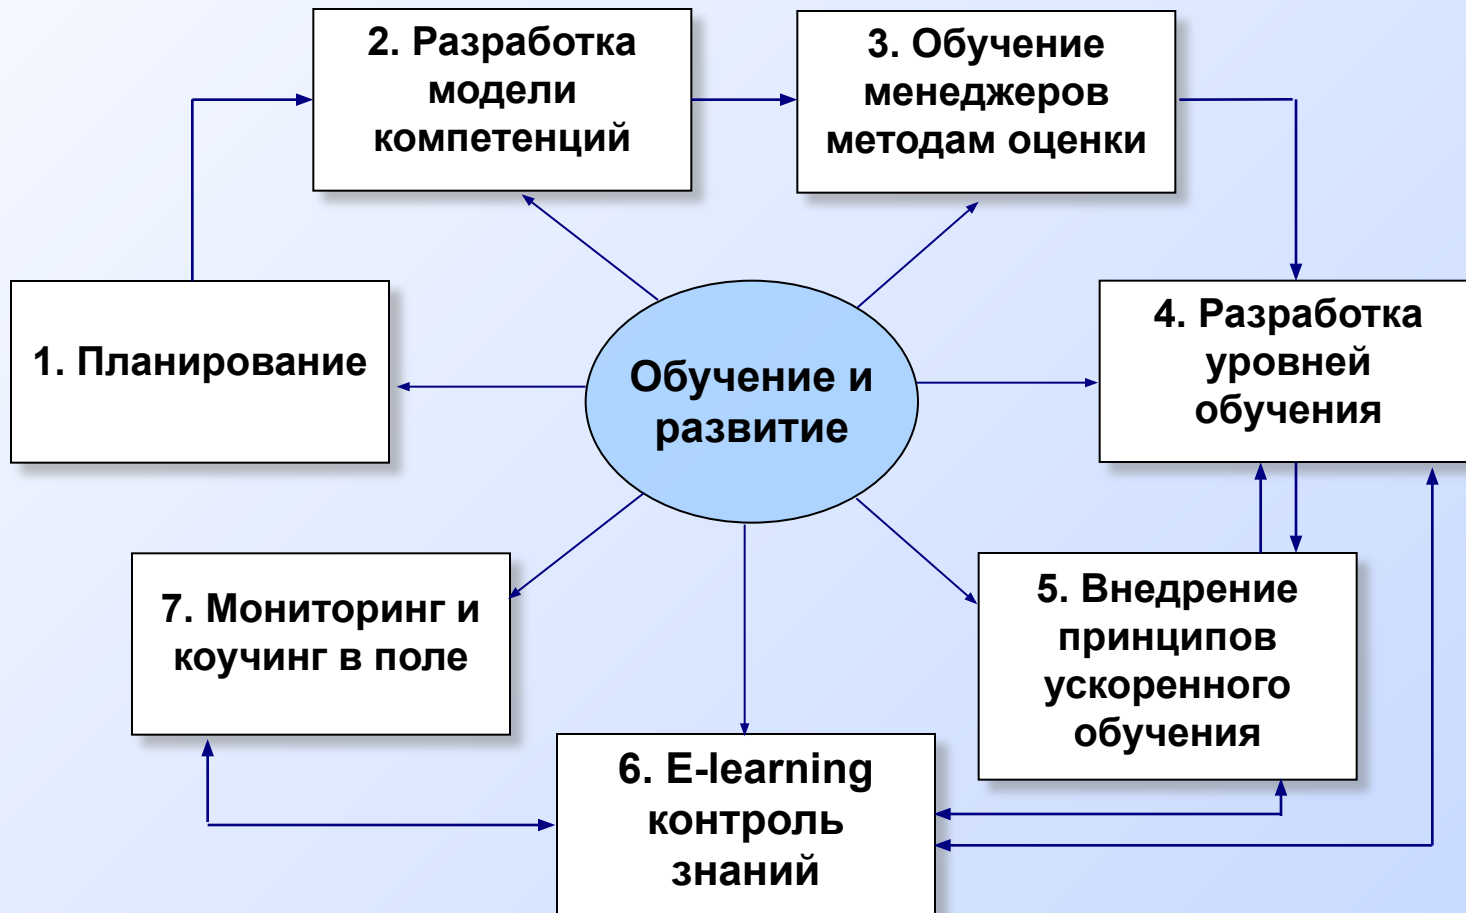 2. Разработка
модели
компетенций
3. Обучение
менеджеров
методам оценки
1. Планирование
Обучение и
развитие
4. Разработка
уровней
обучения
7. Мониторинг и
коучинг в поле
5. Внедрение
принципов
ускоренного
обучения
6. E-learning
контроль
знаний